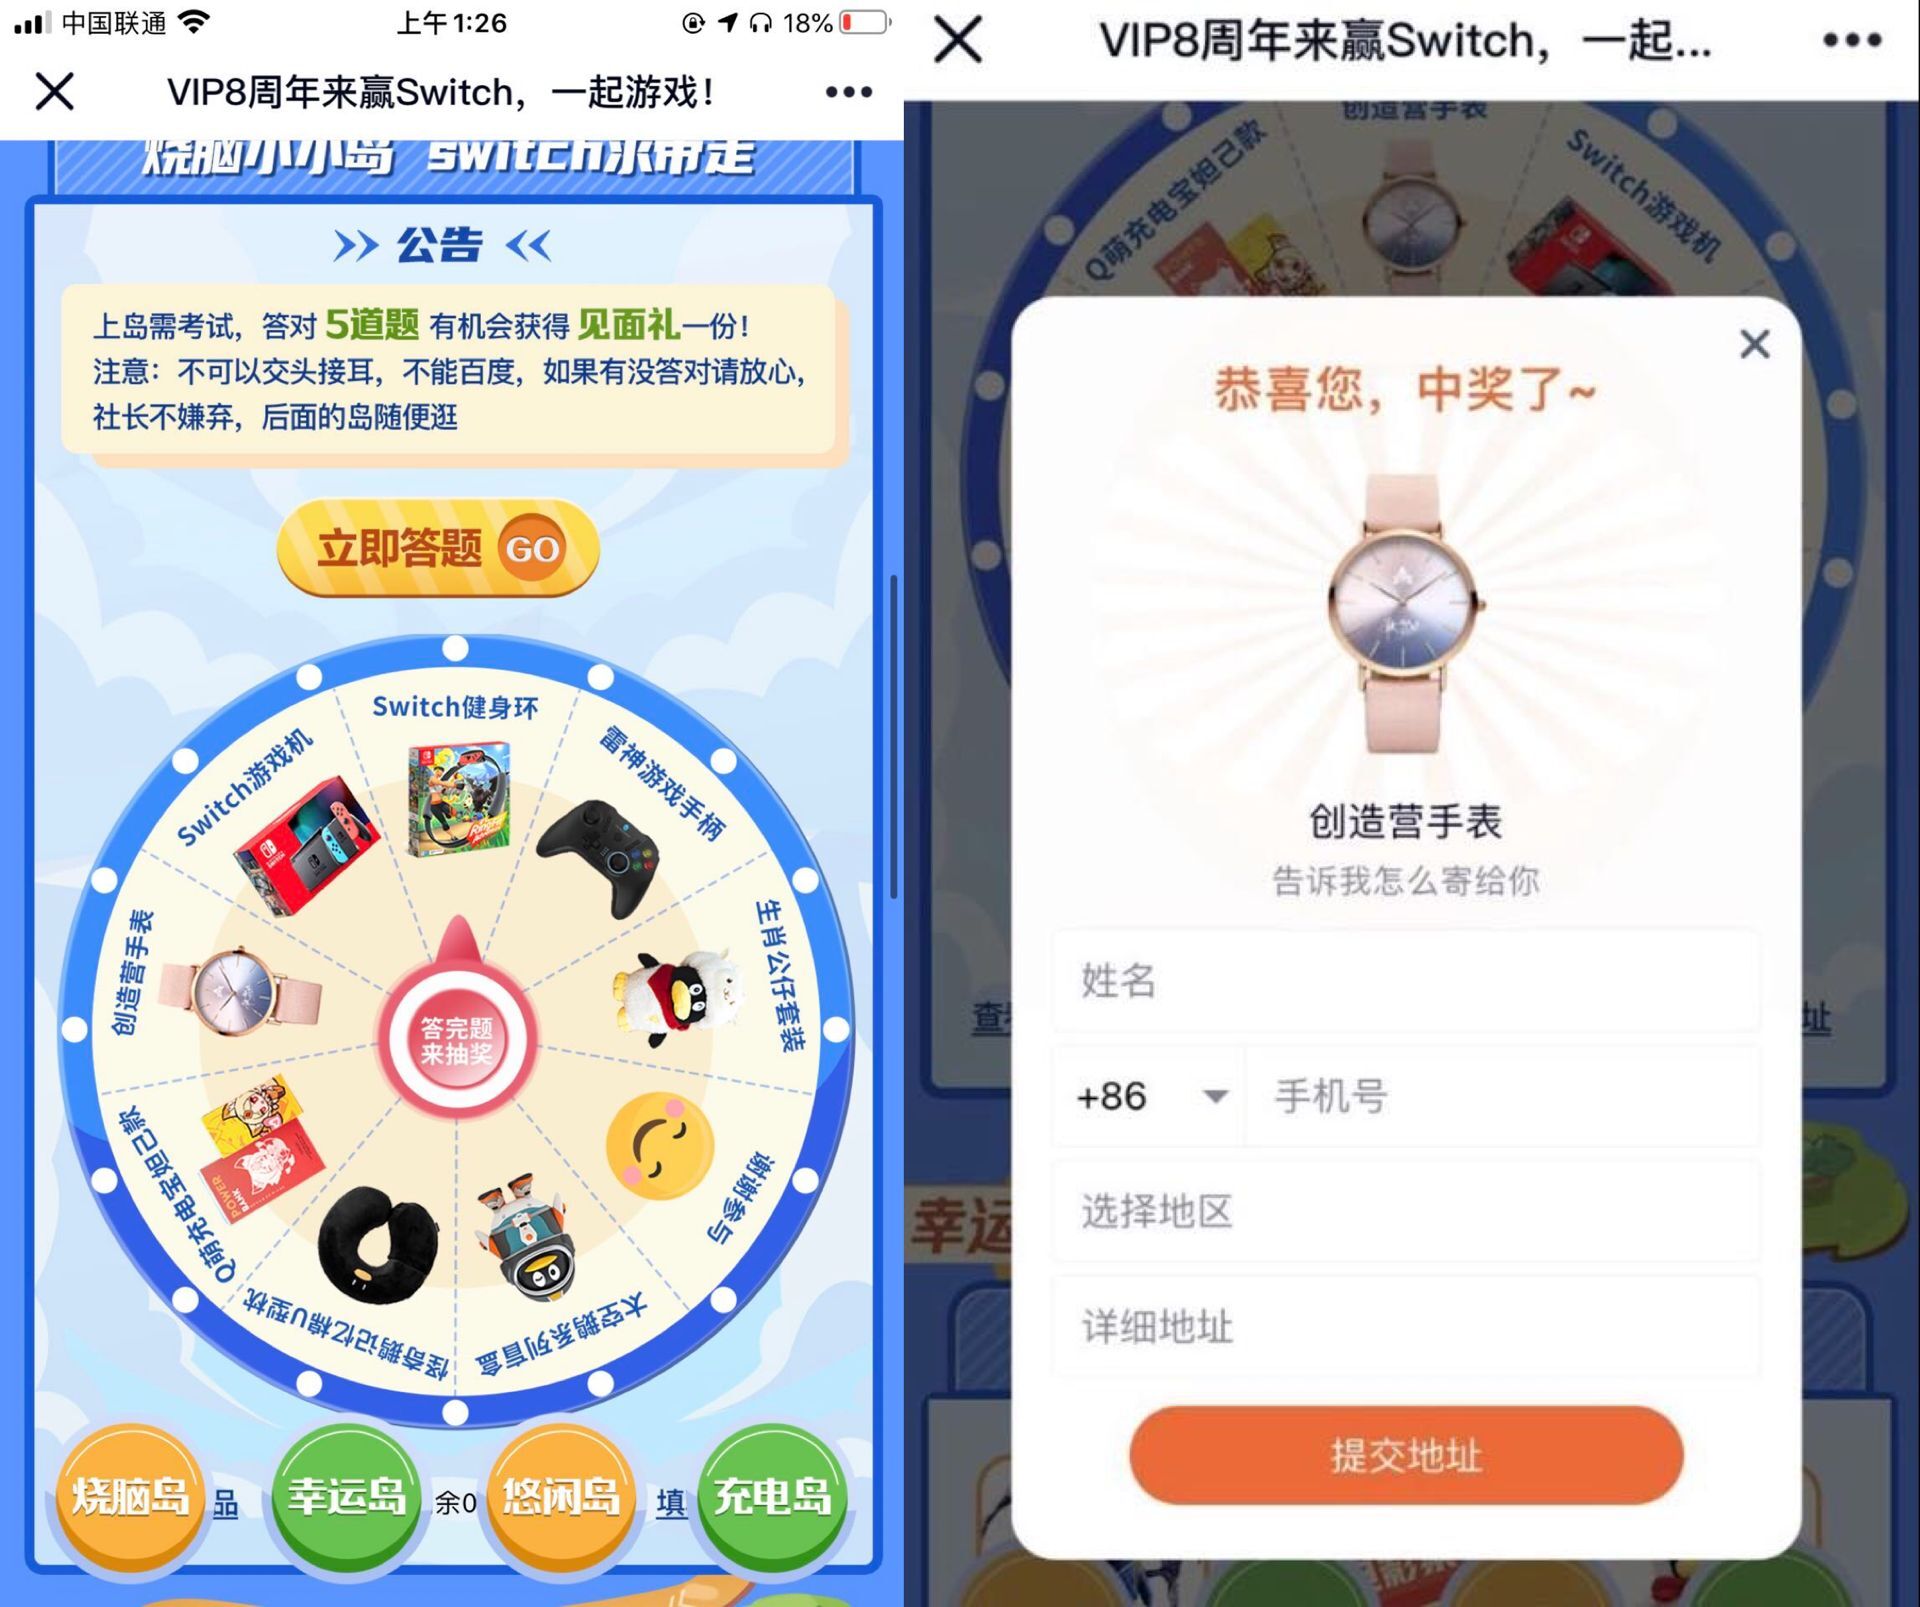 中国联通
上午1:26
18%
VIP8周年来赢Switch，一起游戏！
烧脑小小岛 switch乐带走
公告
上岛需考试，答对 5道题 有机会获得 见面礼一份！
注意：不可以交头接耳，不能百度，如果有没答对请放心，
社长不嫌弃，后面的岛随便逛
立即答题 GO
Switch健身环
雷神游戏手柄
生肖公仔套装
谢谢参与
太空鹅系列盲盒
怪奇鹅记忆棉U型枕
Q萌充电宝妲己款
创造营手表
Switch游戏机
答完题
来抽奖
POWER
BANK
烧脑岛
品
幸运岛
余0
悠闲岛
填
充电岛
VIP8周年来赢Switch，一起...
创造营手表
Q萌充电宝妲己款
Switch游戏机
恭喜您，中奖了~
创造营手表
告诉我怎么寄给你
姓名
+86
手机号
选择地区
详细地址
提交地址
址
幸运